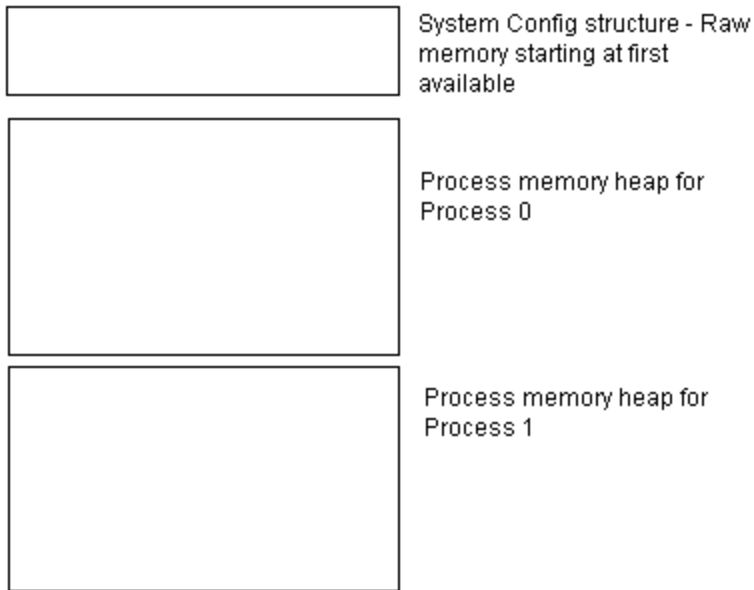 System Config structure - Raw
memory starting at first
available
Process memory heap for
Process 0
Process memory heap for
Process 1